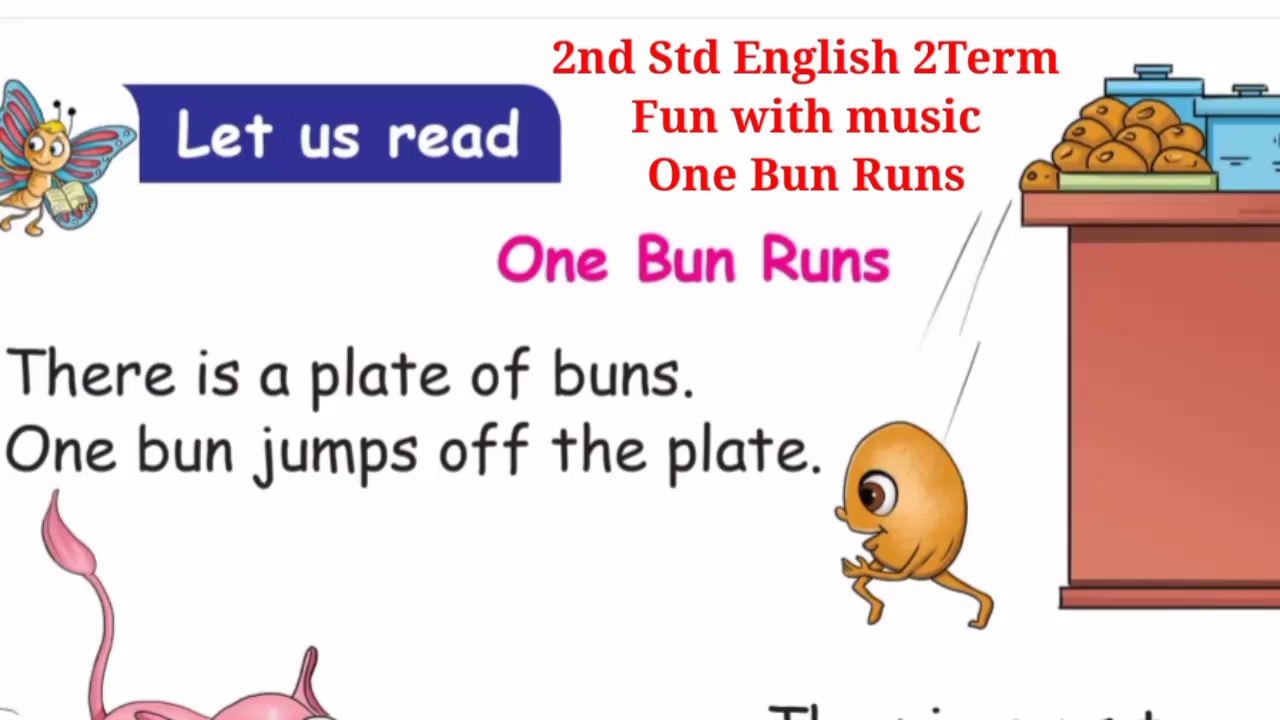 2nd Std English 2Term
Fun with music
One Bun Runs
Let us read
One Bun Runs
There is a plate of buns.
One bun jumps off the plate.